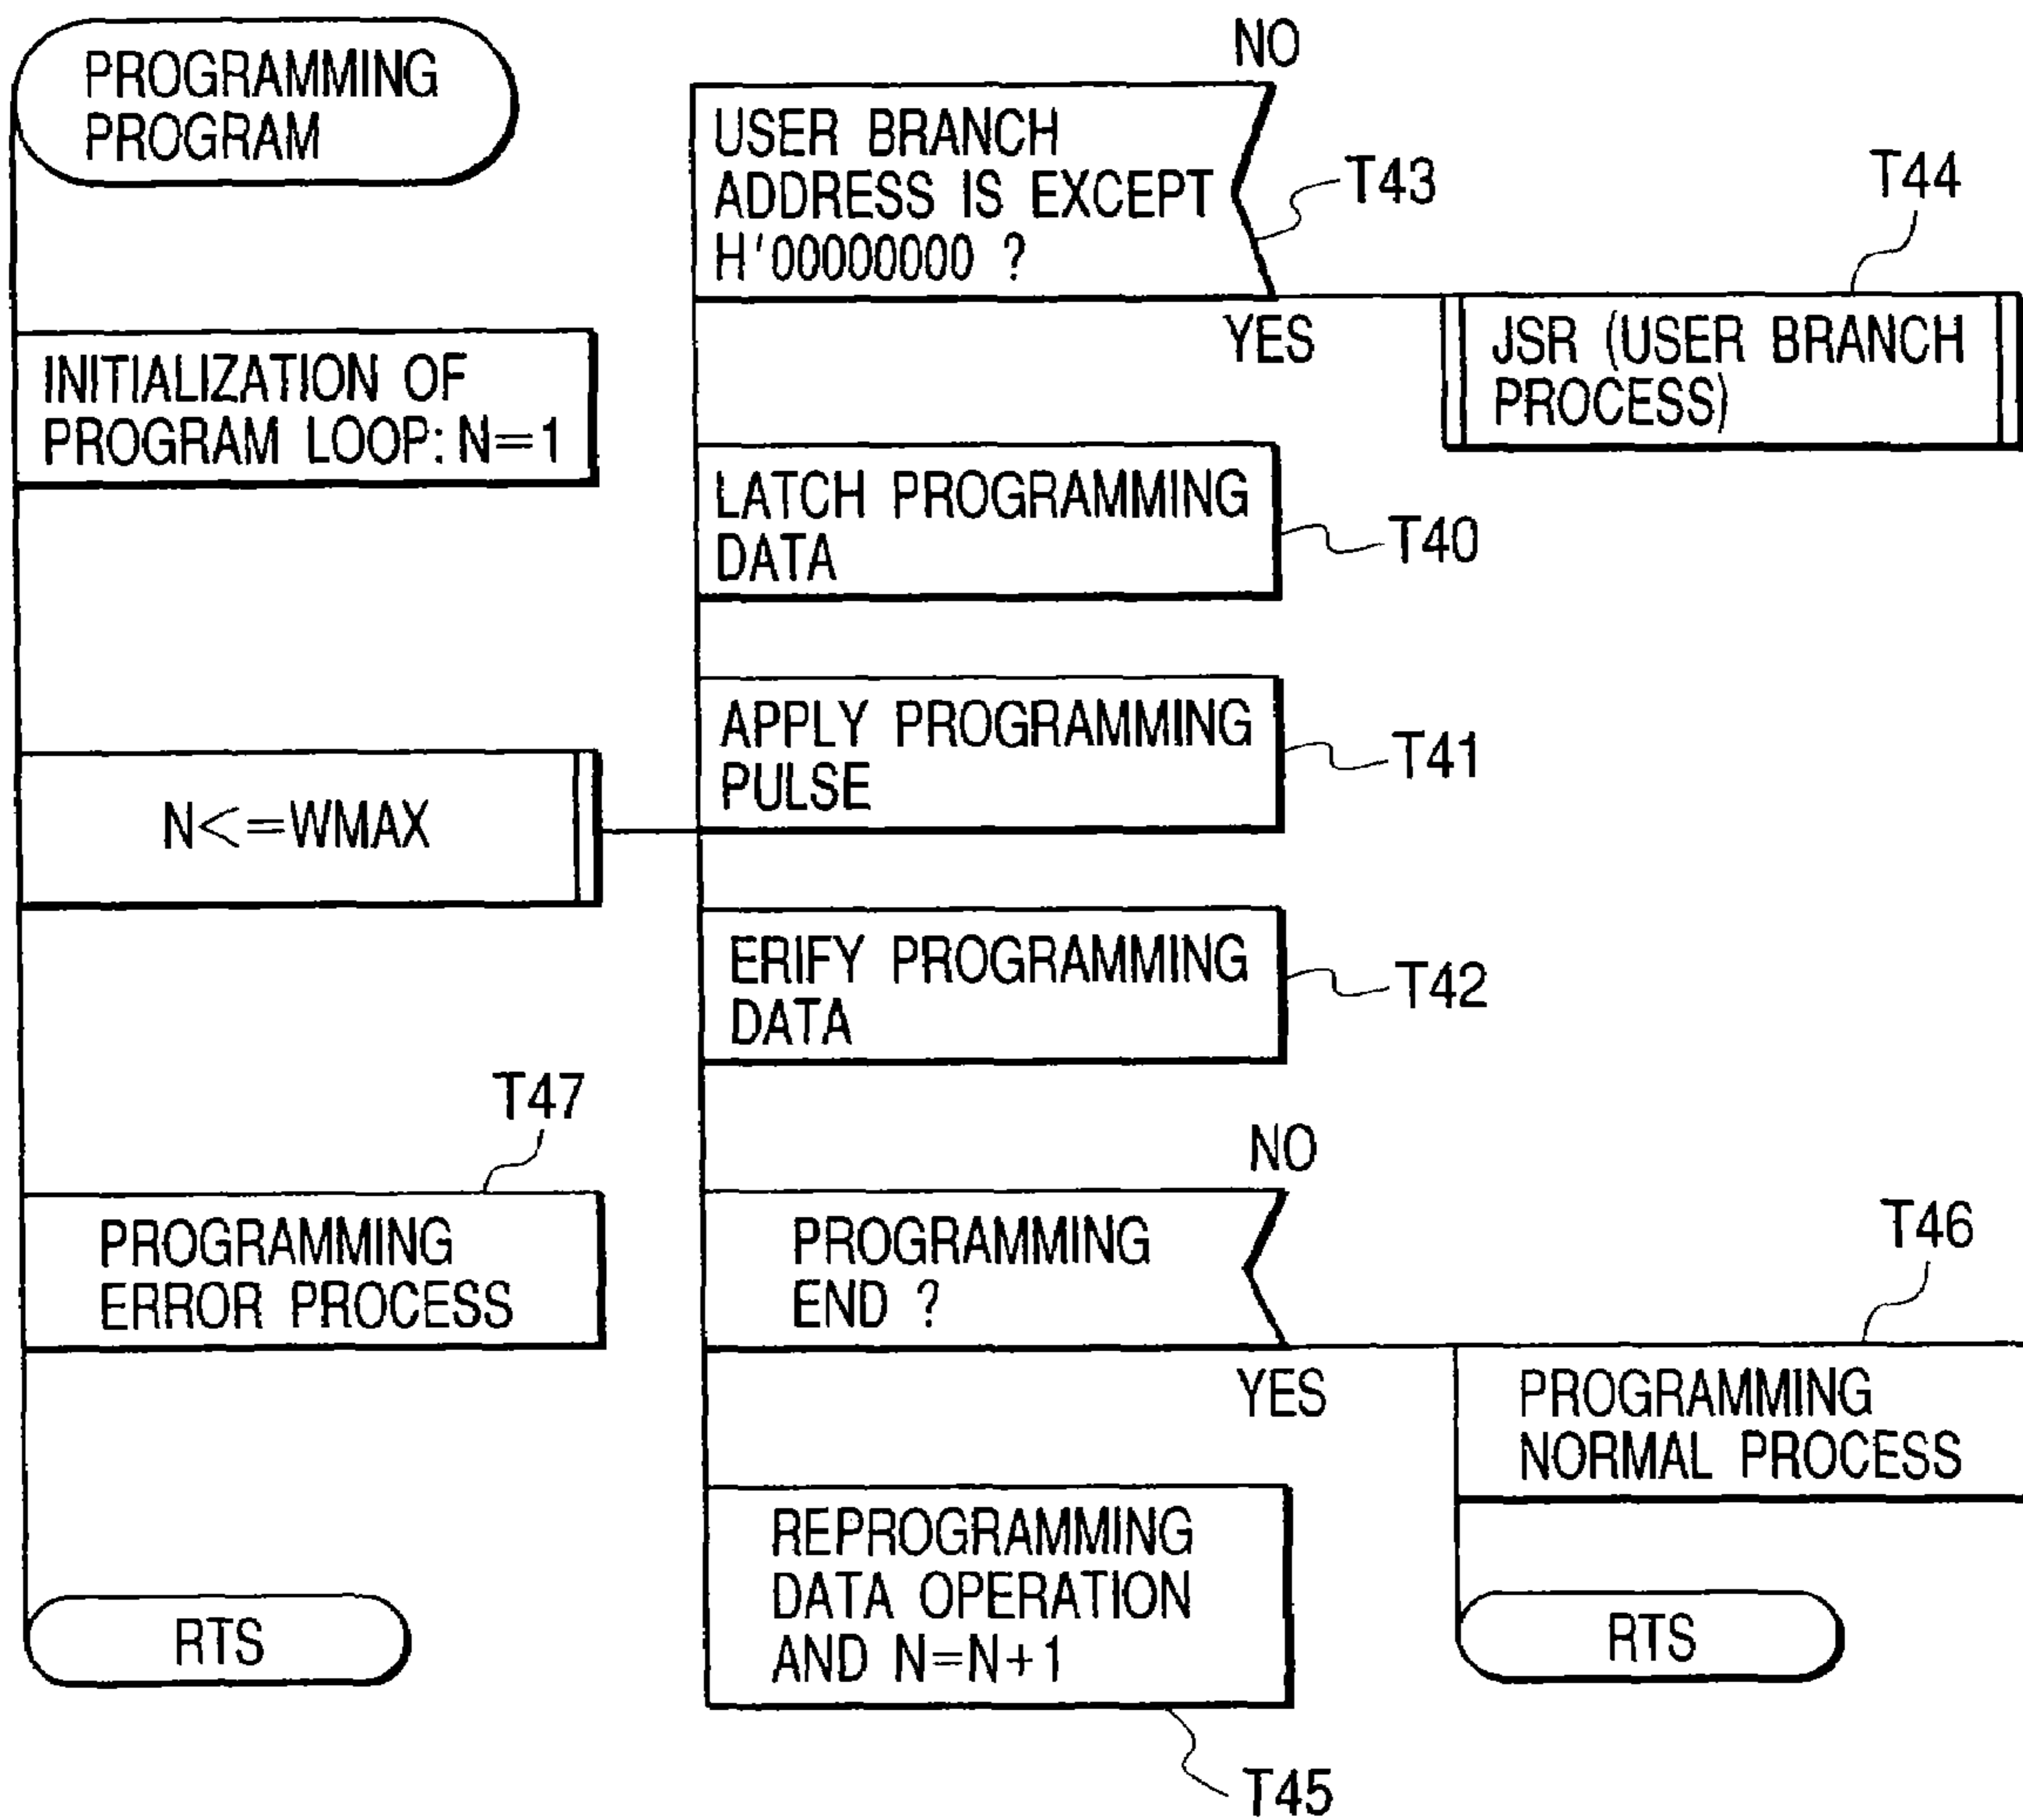 PROGRAMMING
PROGRAM
INITIALIZATION OF
PROGRAM LOOP: N=1
N<=WMAX
T47
PROGRAMMING
ERROR PROCESS
RTS
NO
USER BRANCH
ADDRESS IS EXCEPT
H'00000000 ?
T43
YES
T44
JSR (USER BRANCH
PROCESS)
LATCH PROGRAMMING
DATA
T40
APPLY PROGRAMMING
PULSE
T41
ERIFY PROGRAMMING
DATA
T42
NO
PROGRAMMING
END ?
YES
T46
PROGRAMMING
NORMAL PROCESS
RTS
REPROGRAMMING
DATA OPERATION
AND N=N+1
T45